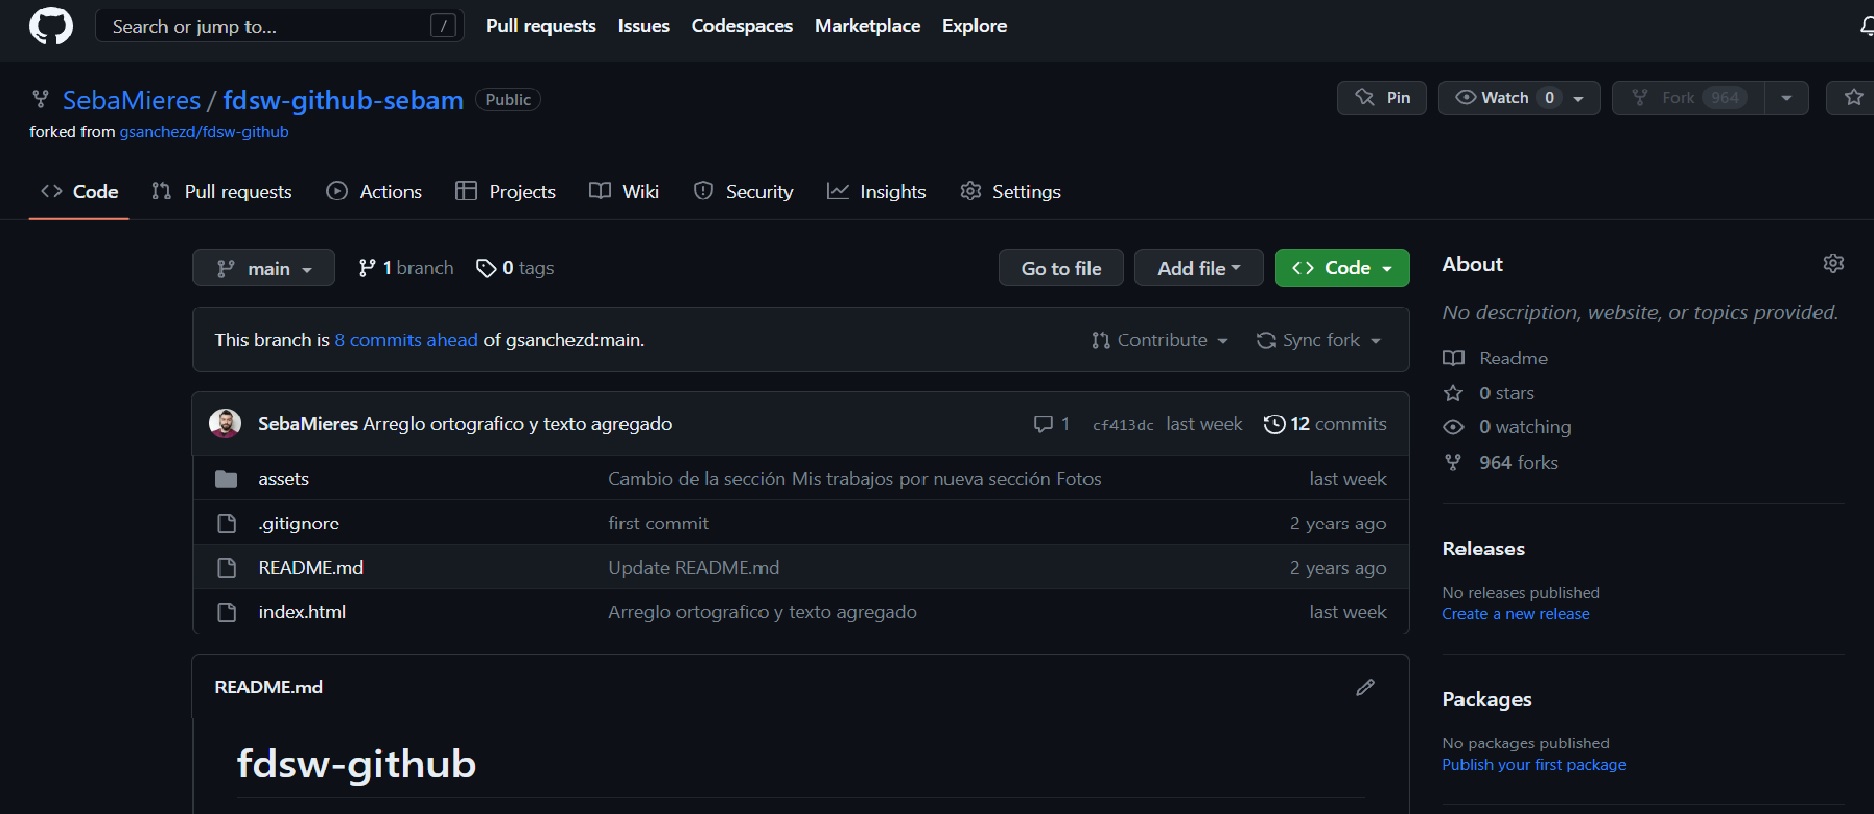 Search or jump to... / Pull requests Issues Codespaces Marketplace Explore
SebaMieres / fdsw-github-sebam Public Pin Watch 0 Fork 964
forked from gsanchezd/fdsw-github
Code Pull requests Actions Projects Wiki Security Insights Settings
main 1 branch 0 tags Go to file Add file Code
This branch is 8 commits ahead of gsanchezd:main. Contribute Sync fork
SebaMieres Arreglo ortografico y texto agregado 1 cf413dc last week 12 commits
assets Cambio de la sección Mis trabajos por nueva sección Fotos last week
.gitignore first commit 2 years ago
README.md Update README.md 2 years ago
index.html Arreglo ortografico y texto agregado last week
README.md
fdsw-github
About
No description, website, or topics provided.
Readme
0 stars
0 watching
964 forks
Releases
No releases published
Create a new release
Packages
No packages published
Publish your first package